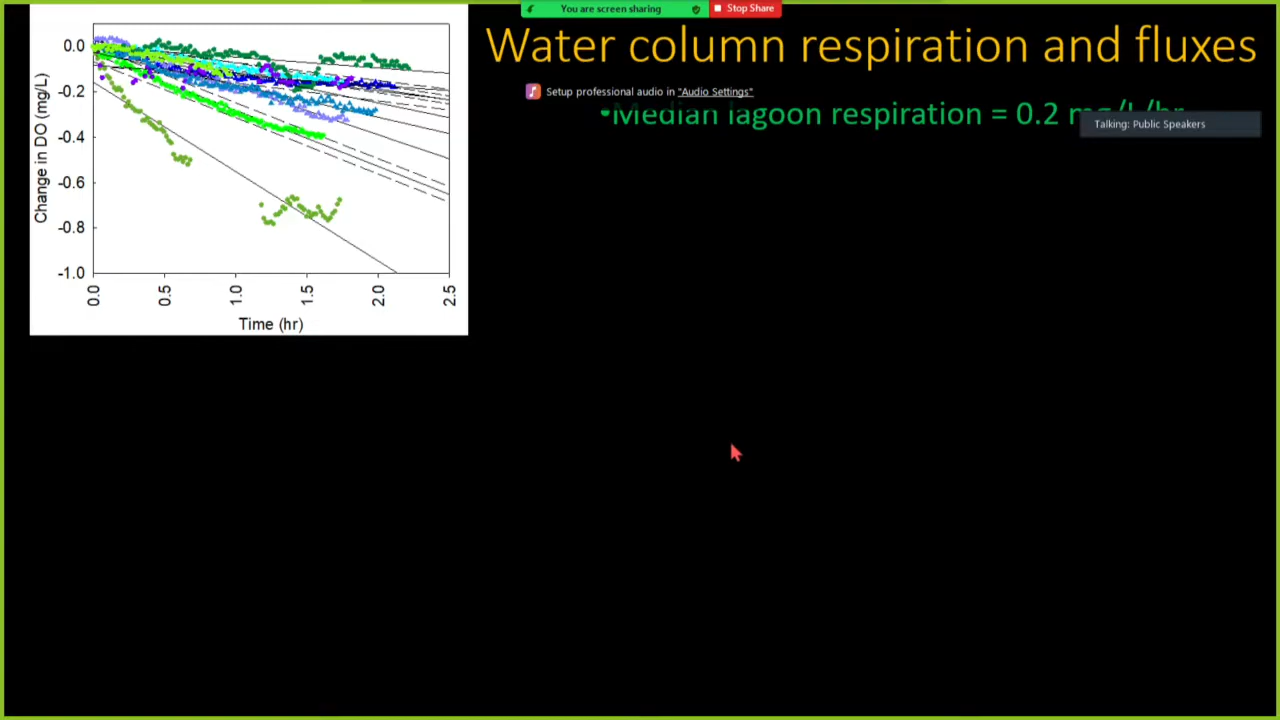 You are screen sharing
Stop Share
Water column respiration and fluxes
Setup professional audio in "Audio Settings"
•Median lagoon respiration = 0.2 mg/L/hr
Talking: Public Speakers
Change in DO (mg/L)
0.0
-0.2
-0.4
-0.6
-0.8
-1.0
0.0 0.5 1.0 1.5 2.0 2.5
Time (hr)